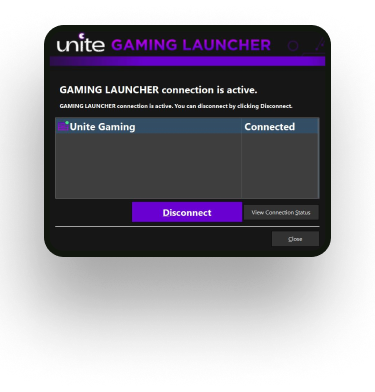 unite GAMING LAUNCHER
GAMING LAUNCHER connection is active.
GAMING LAUNCHER connection is active. You can disconnect by clicking Disconnect.
Unite Gaming Connected
Disconnect View Connection Status
Close